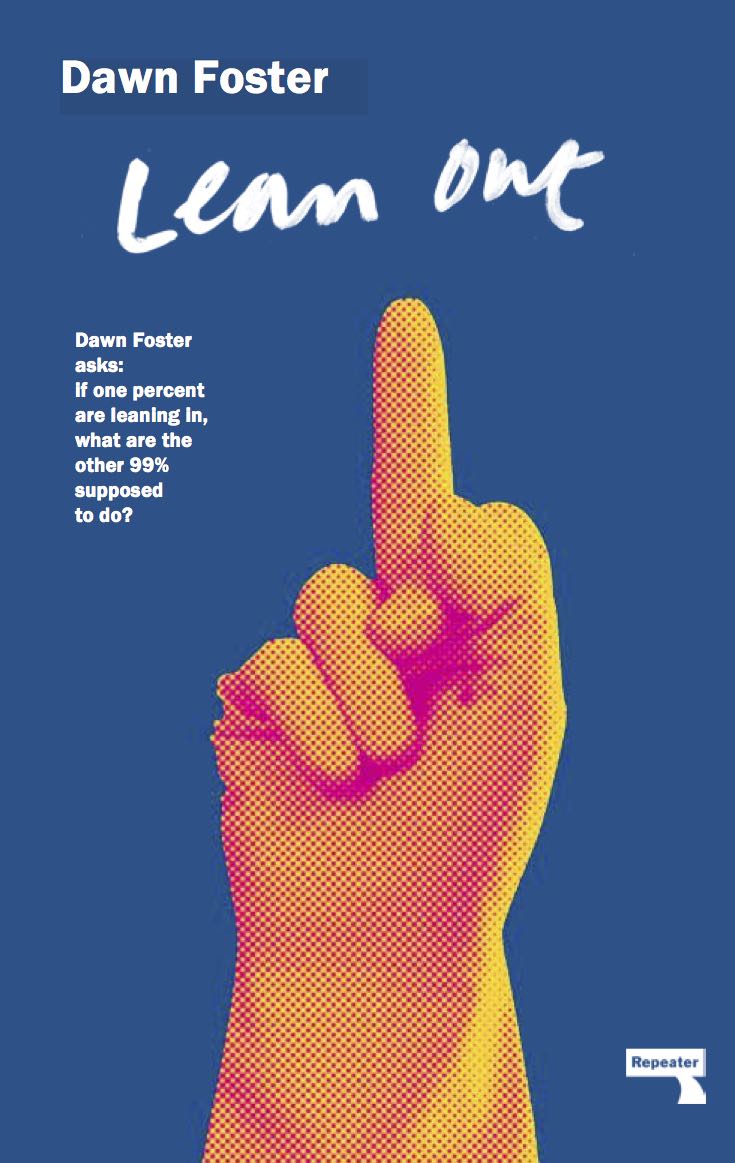 Dawn Foster
Lean out
Dawn Foster
asks:
If one percent
are leaning in,
what are the
other 99%
supposed
to do?
Repeater